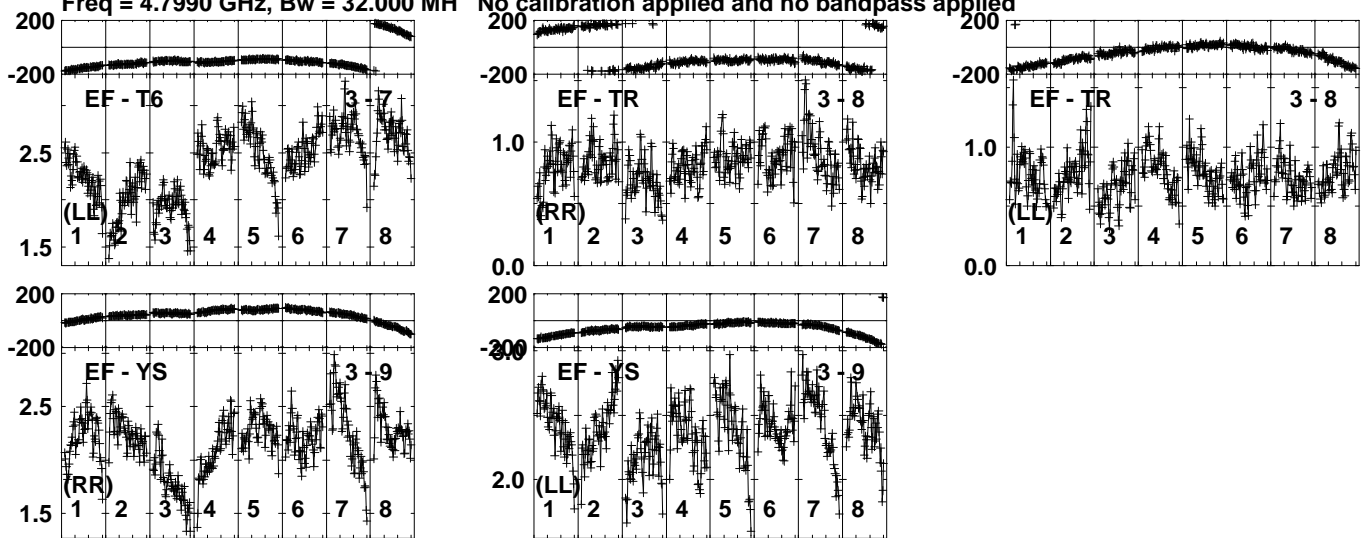 Freq = 4.7990 GHz, Bw = 32.000 MH No calibration applied and no bandpass applied
200
-200
EF - T6 3 - 7
2.5
(LL)
1 2 3 4 5 6 7 8
1.5
200
-200
EF - TR 3 - 8
1.0
(RR)
1 2 3 4 5 6 7 8
0.0
200
-200
EF - TR 3 - 8
1.0
(LL)
1 2 3 4 5 6 7 8
0.0
200
-200
EF - YS 3 - 9
2.5
(RR)
1 2 3 4 5 6 7 8
1.5
200
-200
3.0
EF - YS 3 - 9
2.0
(LL)
1 2 3 4 5 6 7 8